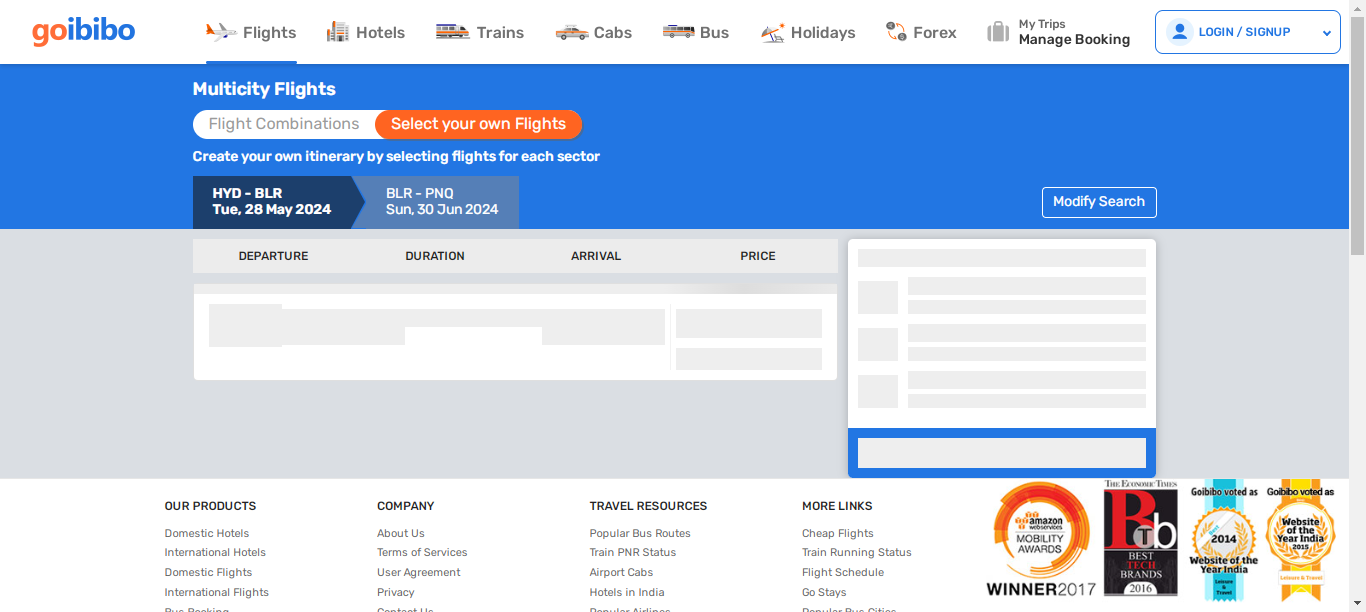 goibibo
Flights
Hotels
Trains
Cabs
Bus
Holidays
Forex
My Trips
Manage Booking
LOGIN / SIGNUP
Multicity Flights
Flight Combinations
Select your own Flights
Create your own itinerary by selecting flights for each sector
HYD - BLR
Tue, 28 May 2024
BLR - PNQ
Sun, 30 Jun 2024
Modify Search
DEPARTURE
DURATION
ARRIVAL
PRICE
OUR PRODUCTS
Domestic Hotels
International Hotels
Domestic Flights
International Flights
Bus Booking
COMPANY
About Us
Terms of Services
User Agreement
Privacy
Contact Us
TRAVEL RESOURCES
Popular Bus Routes
Train PNR Status
Airport Cabs
Hotels in India
Popular Airlines
MORE LINKS
Cheap Flights
Train Running Status
Flight Schedule
Go Stays
Popular Bus Cities
amazon
webservices
MOBILITY
AWARDS
WINNER2017
THE ECONOMIC TIMES
BTb
BEST
TECH
BRANDS
2016
Goibibo voted as
Best
2014
Website of the
Year India
Leisure &
Travel
Goibibo voted as
Website
of the
Year India
2015
Leisure & Travel